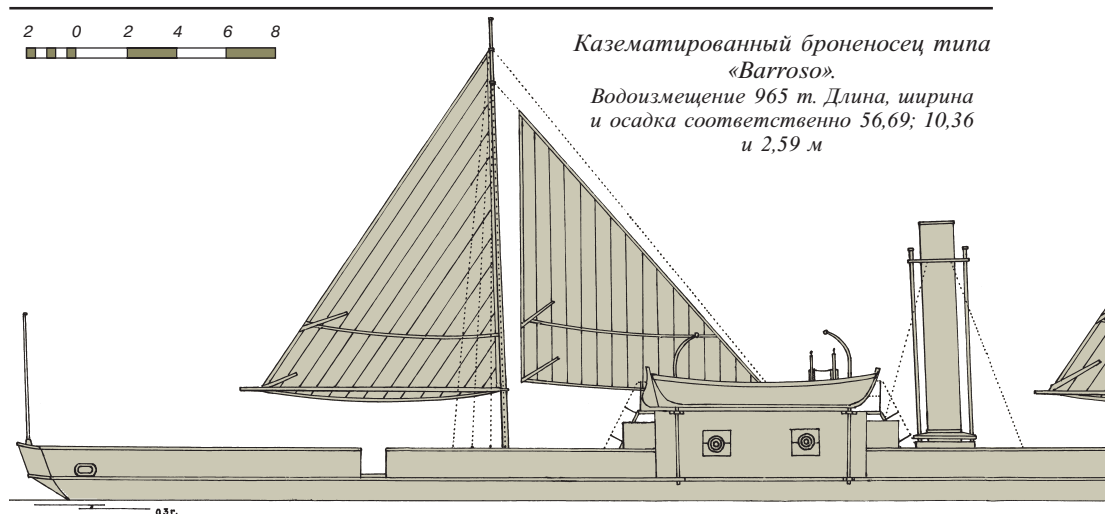 2 0 2 4 6 8
Казематированный броненосец типа
«Barroso».
Водоизмещение 965 т. Длина, ширина
и осадка соответственно 56,69; 10,36
и 2,59 м